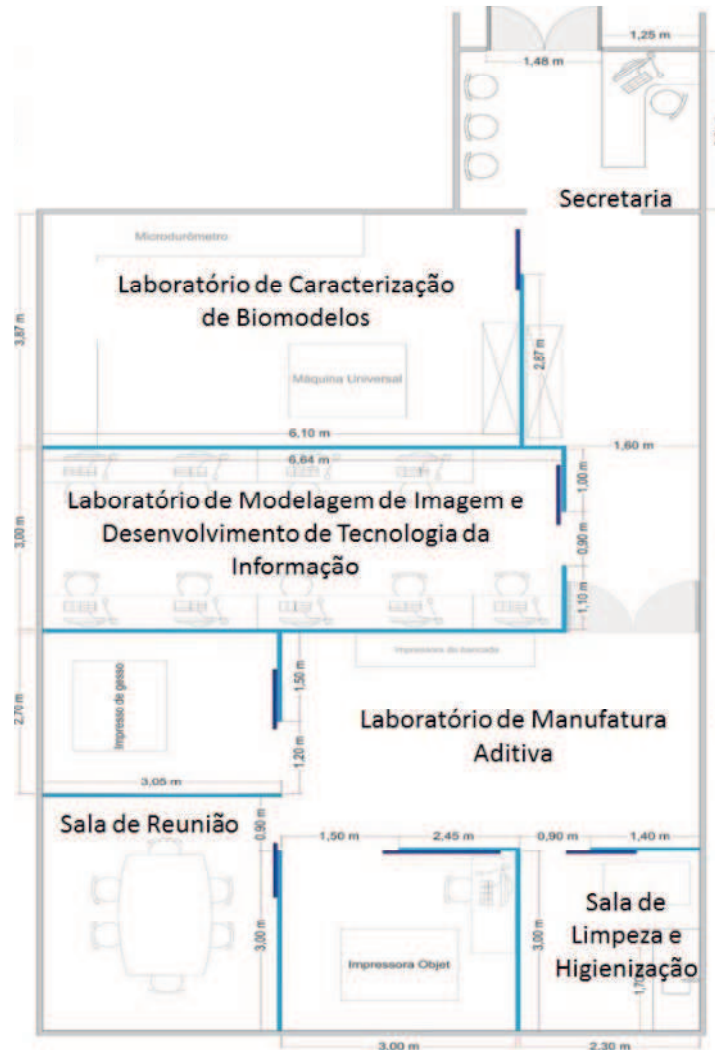 1,25 m
1,48 m
Secretaria
Microdurômetro
Laboratório de Caracterização
de Biomodelos
3,87 m
2,87 m
Máquina Universal
6,10 m
1,60 m
6,64 m
1,00 m
Laboratório de Modelagem de Imagem e
Desenvolvimento de Tecnologia da
Informação
3,00 m
0,90 m
1,10 m
Impressora de bancada
Impresso de gesso
1,50 m
2,70 m
Laboratório de Manufatura
Aditiva
1,20 m
3,05 m
Sala de Reunião
0,90 m
1,50 m
2,45 m
0,90 m
1,40 m
Sala de
Limpeza e
Higienização
3,00 m
3,00 m
Impressora Objet
1,70
3,00 m
2,30 m